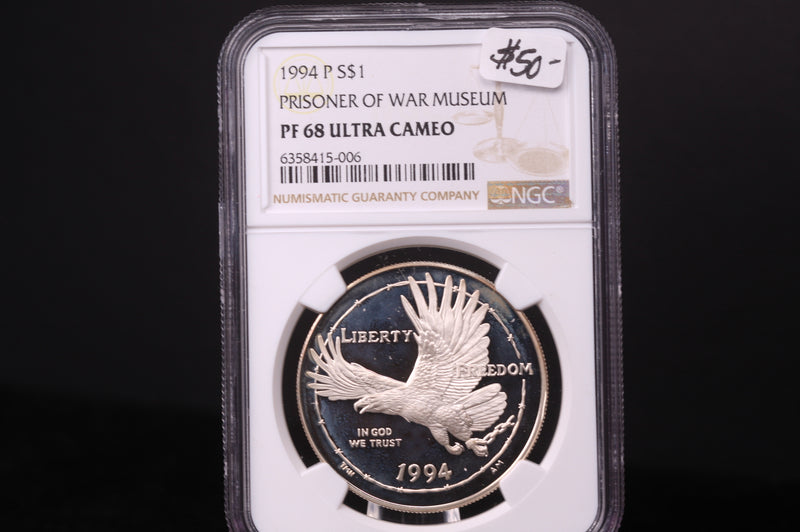 $50-
1994 P S$1
PRISONER OF WAR MUSEUM
PF 68 ULTRA CAMEO
6358415-006
NUMISMATIC GUARANTY COMPANY
NGC®
LIBERTY
FREEDOM
IN GOD
WE TRUST
1994
AM